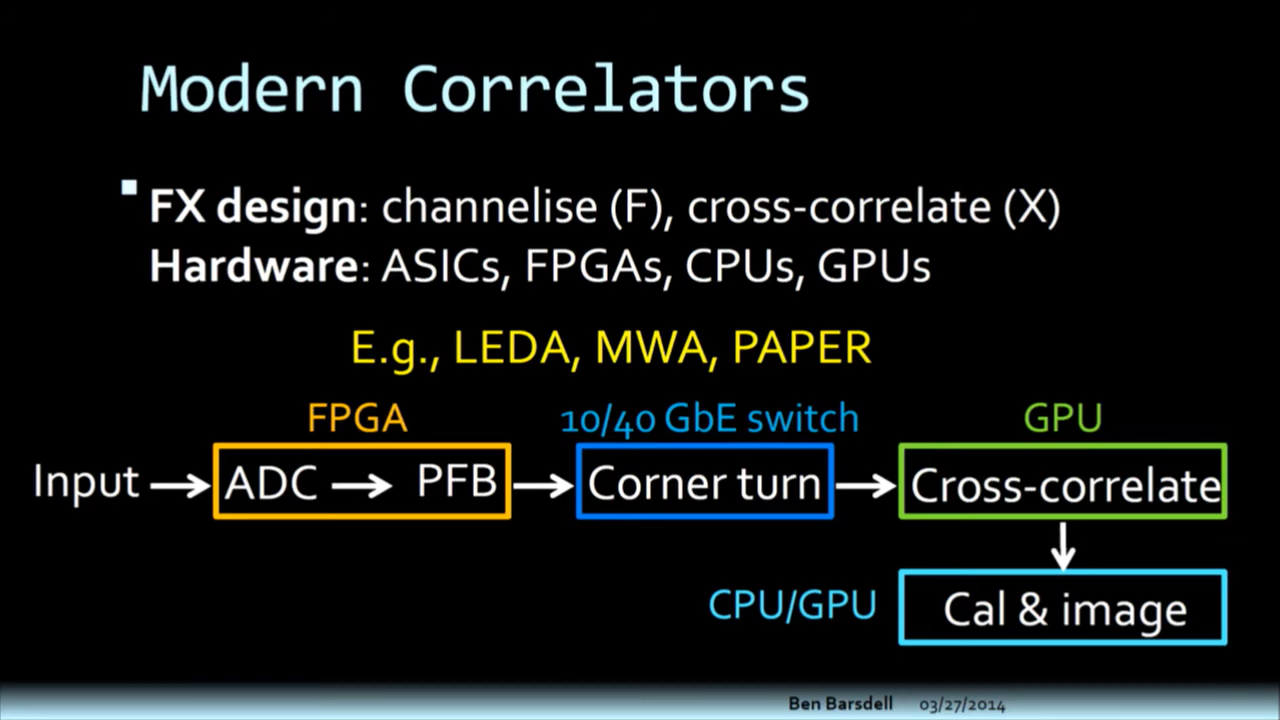 Modern Correlators
FX design: channelise (F), cross-correlate (X)
Hardware: ASICs, FPGAs, CPUs, GPUs
E.g., LEDA, MWA, PAPER
FPGA
10/40 GbE switch
GPU
Input
ADC
PFB
Corner turn
Cross-correlate
CPU/GPU
Cal & image
Ben Barsdell 03/27/2014